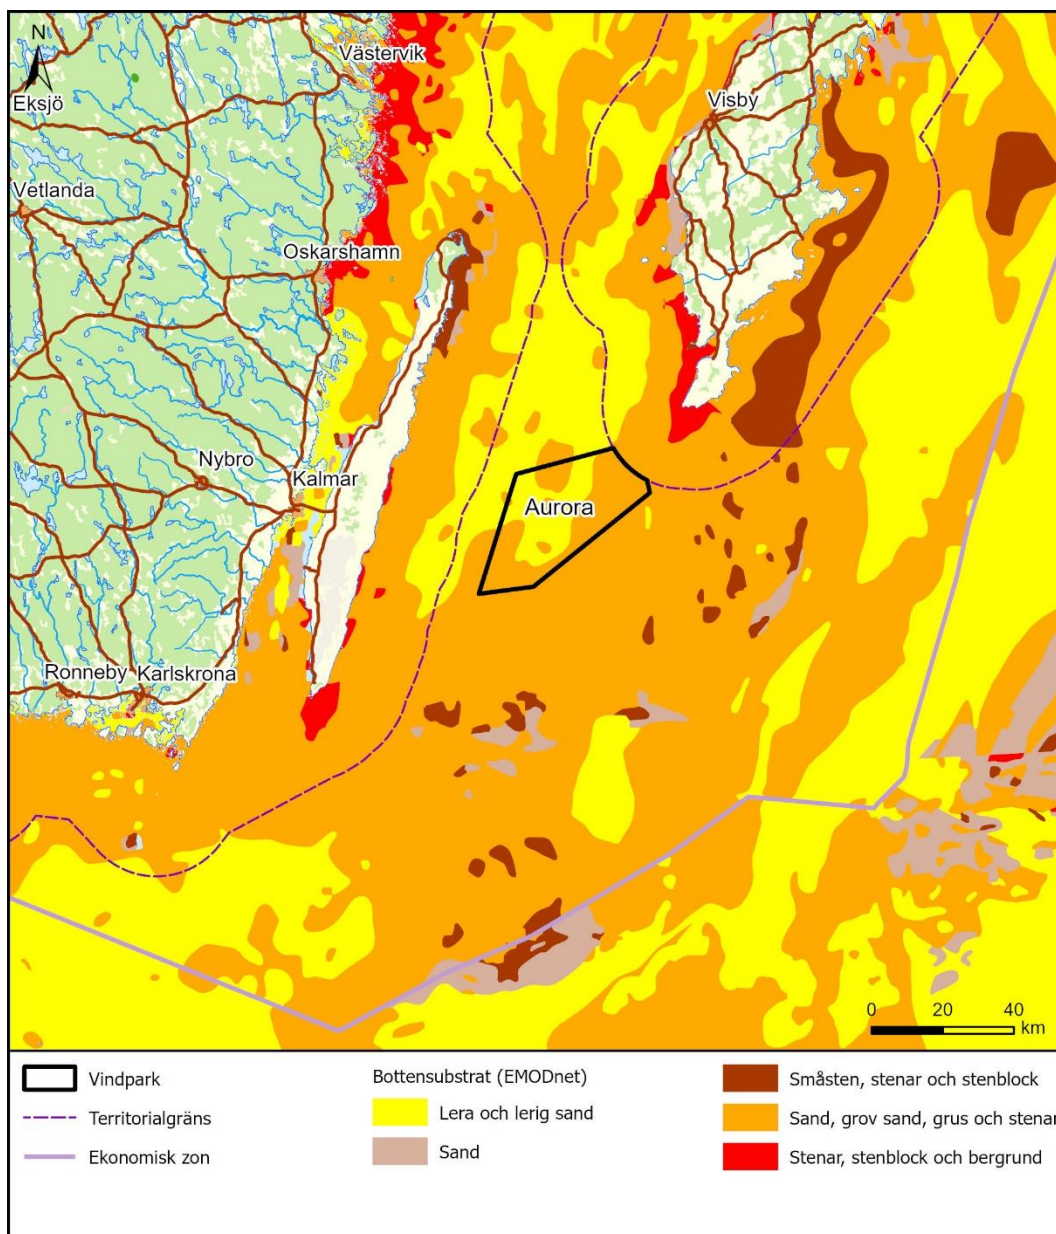 N
Västervik
Eksjö
Visby
Vetlanda
Oskarshamn
Nybro
Kalmar
Aurora
Ronneby
Karlskrona
0 20 40
km
Vindpark
Territorialgräns
Ekonomisk zon
Bottensubstrat (EMODnet)
Lera och lerig sand
Sand
Småsten, stenar och stenblock
Sand, grov sand, grus och stenar
Stenar, stenblock och bergrund